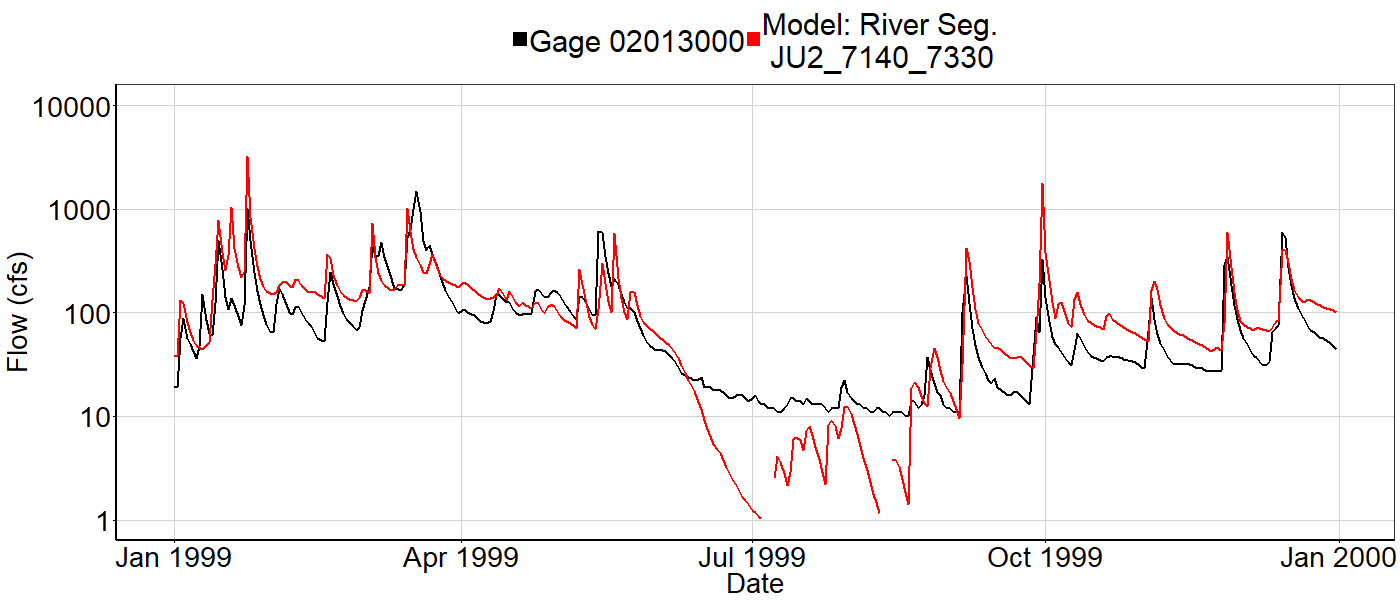 Gage 02013000
Model: River Seg.
JU2_7140_7330
10000
1000
100
10
1
Flow (cfs)
Jan 1999
Apr 1999
Jul 1999
Oct 1999
Jan 2000
Date